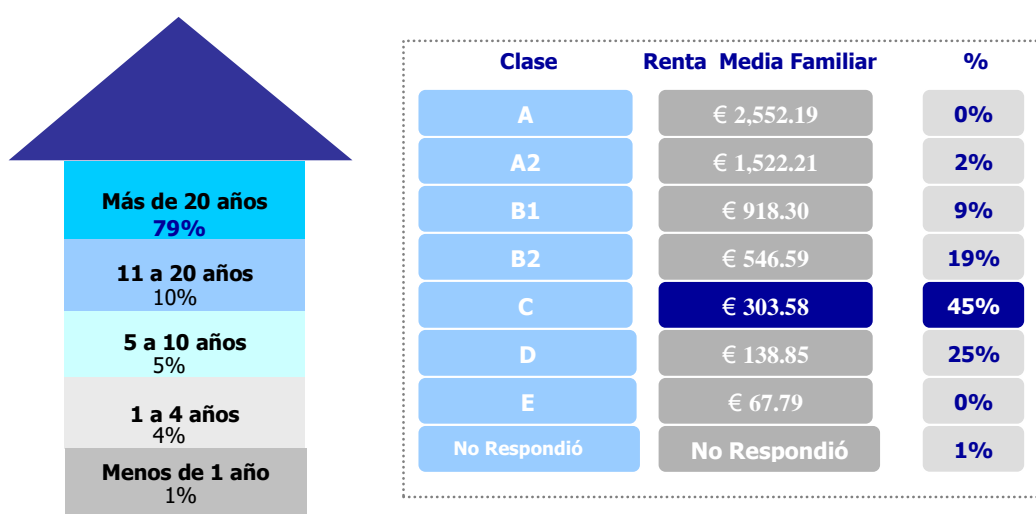 Más de 20 años
79%
11 a 20 años
10%
5 a 10 años
5%
1 a 4 años
4%
Menos de 1 año
1%
Clase Renta Media Familiar %
A € 2,552.19 0%
A2 € 1,522.21 2%
B1 € 918.30 9%
B2 € 546.59 19%
C € 303.58 45%
D € 138.85 25%
E € 67.79 0%
No Respondió No Respondió 1%